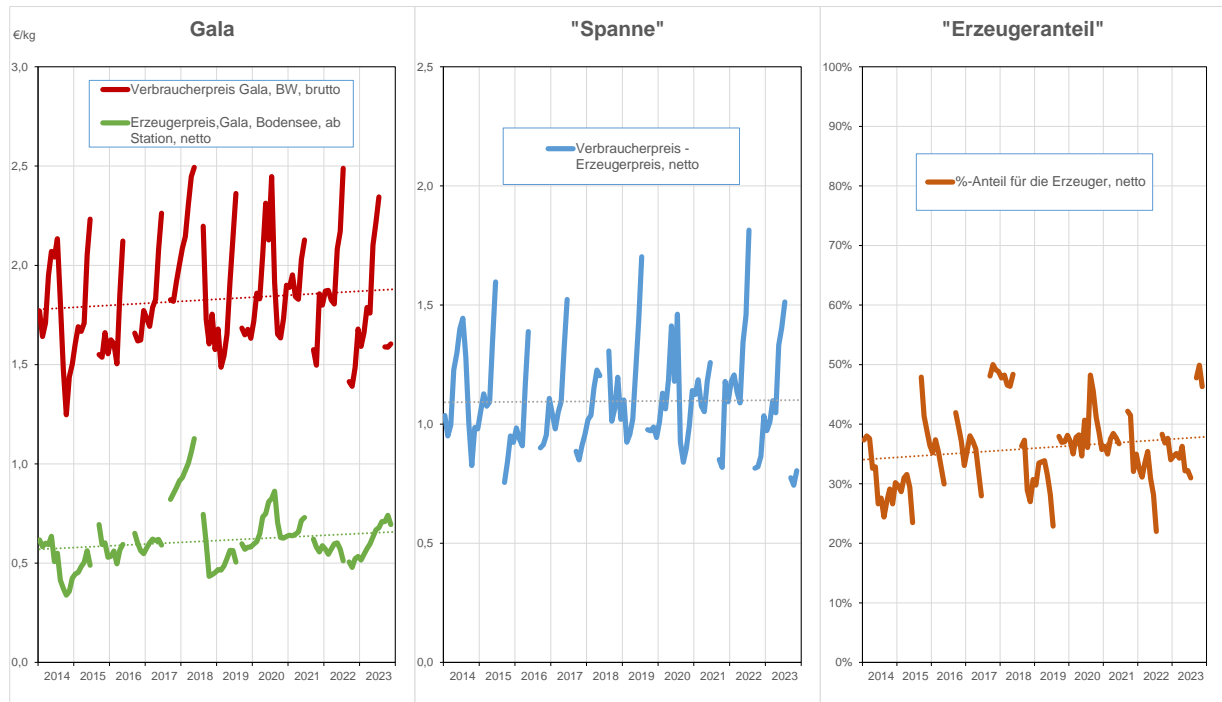 Gala
€/kg
3,0
2,5
2,0
1,5
1,0
0,5
0,0
Verbraucherpreis Gala, BW, brutto
Erzeugerpreis,Gala, Bodensee, ab
Station, netto
2014 2015 2016 2017 2018 2019 2020 2021 2022 2023
"Spanne"
2,5
2,0
1,5
1,0
0,5
0,0
Verbraucherpreis -
Erzeugerpreis, netto
2014 2015 2016 2017 2018 2019 2020 2021 2022 2023
"Erzeugeranteil"
100%
90%
80%
70%
60%
50%
40%
30%
20%
10%
0%
%-Anteil für die Erzeuger, netto
2014 2015 2016 2017 2018 2019 2020 2021 2022 2023